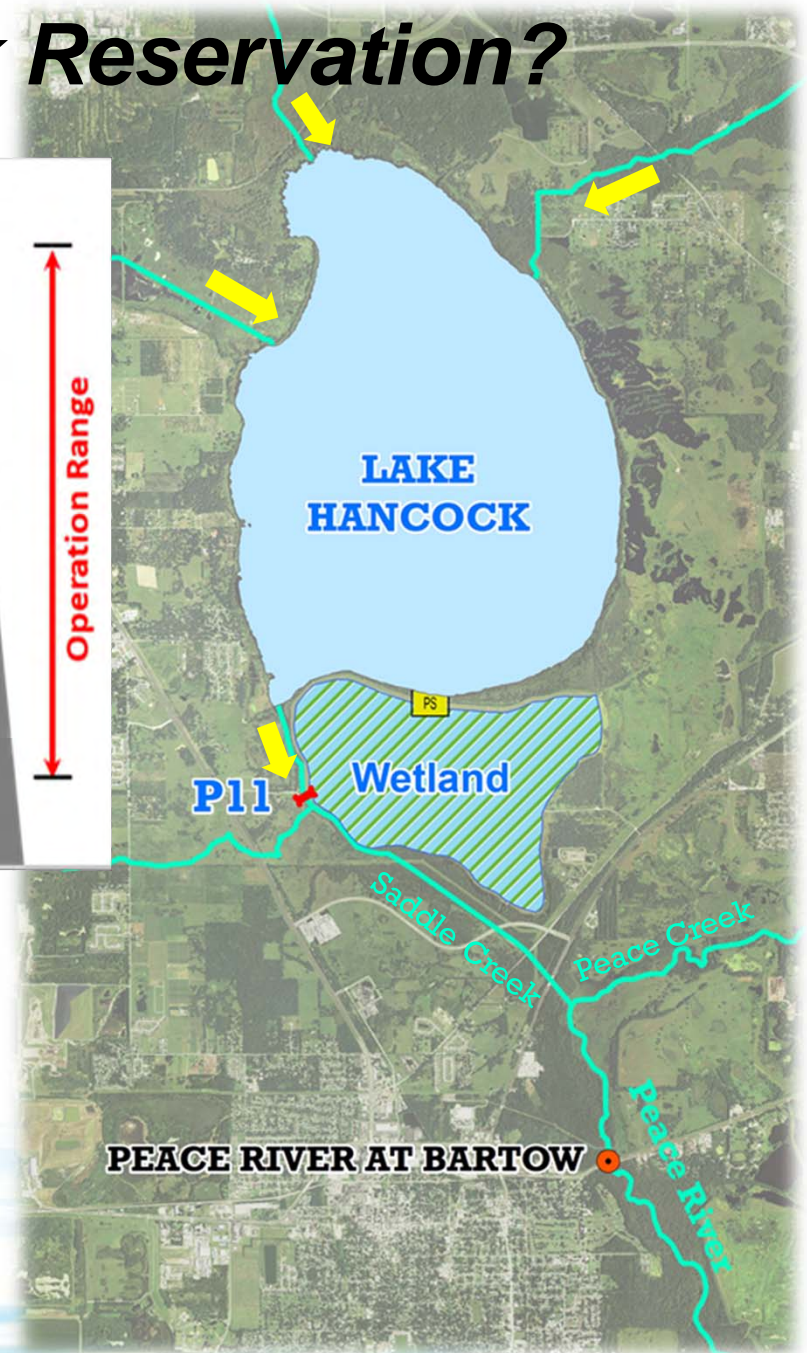 Reservation?
Operation Range
LAKE
HANCOCK
PS
Wetland
P11
Saddle Creek
Peace Creek
PEACE RIVER AT BARTOW
Peace River